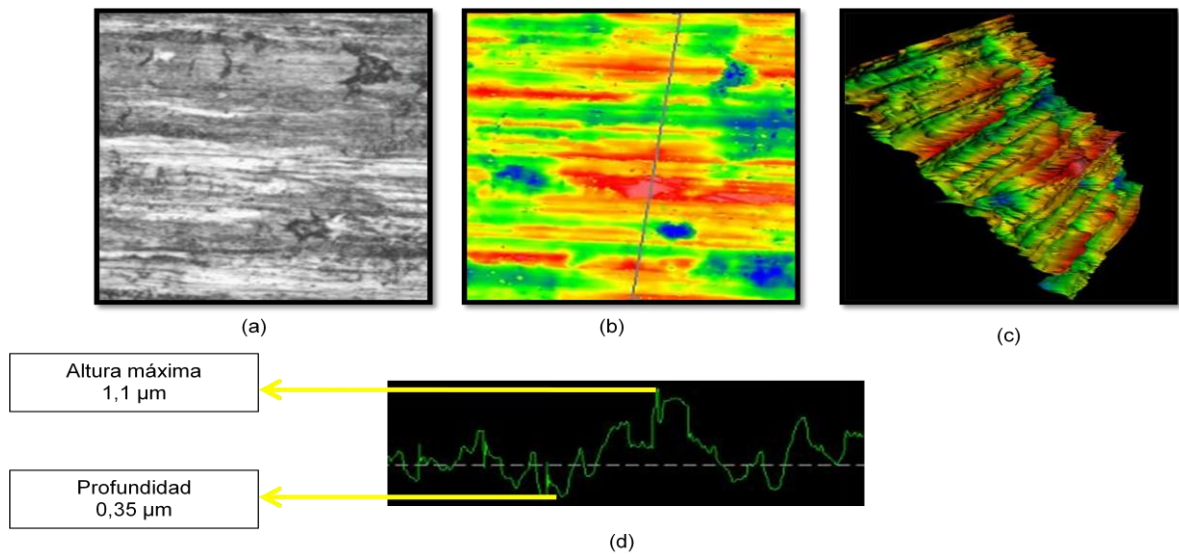 (a)
(b)
(c)
Altura máxima
1,1 µm
Profundidad
0,35 µm
(d)